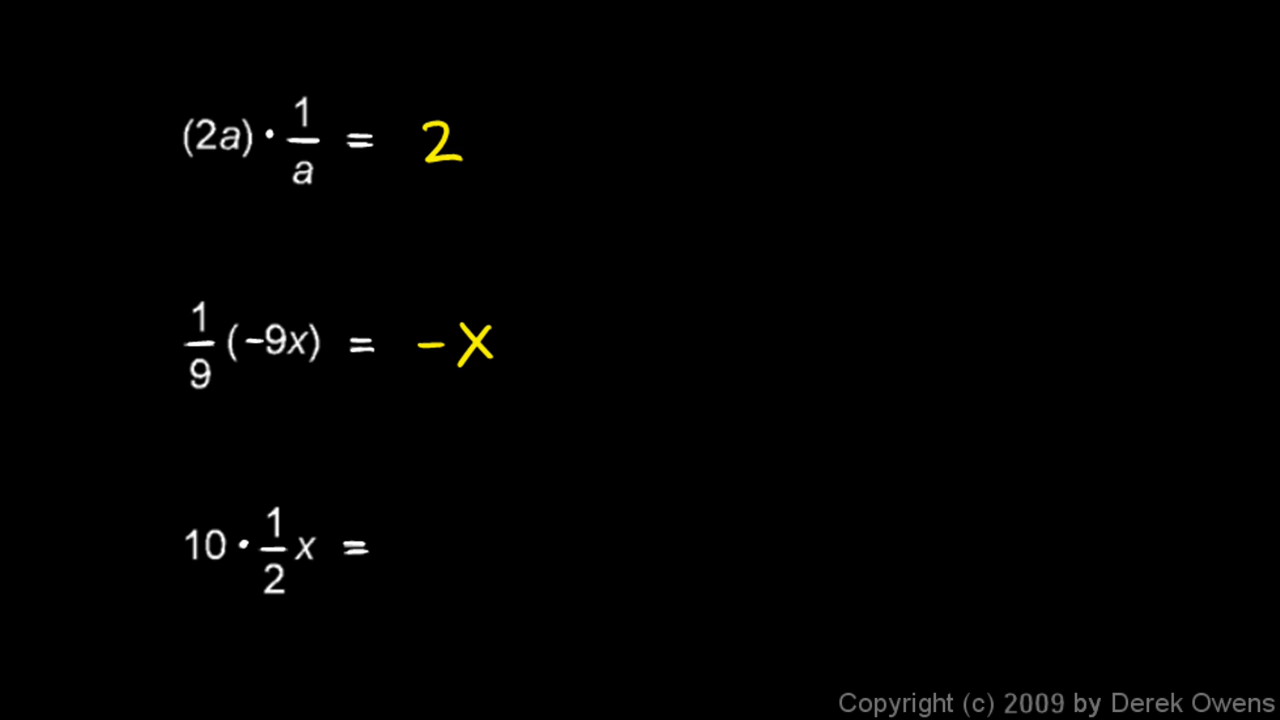 (2a) · 1/a = 2
1/9 (−9x) = −x
10 · 1/2 x =
Copyright (c) 2009 by Derek Owens